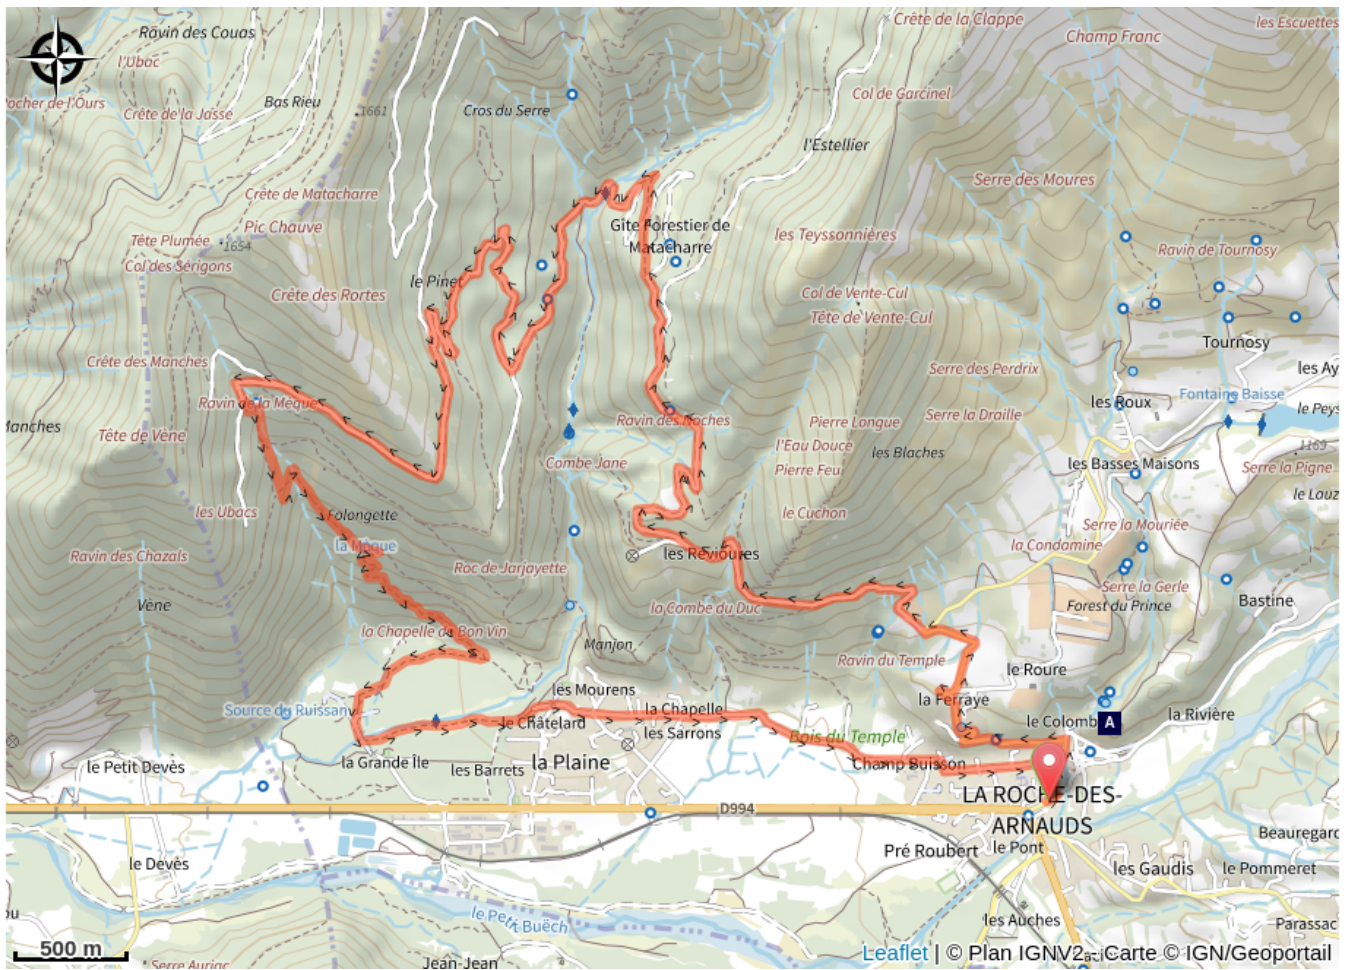 Crête de la Clappe
les Escuettes
Ravin des Couas
Champ Franc
l'Ubac
Col de Garcinel
Rocher de l'Ours
Bas Rieu
Crête de la Jasse
1661
Cros du Serre
l'Estellier
Serre des Moures
Crête de Matacharre
Pic Chauve
Gite Forestier de
Matacharre
les Teyssonnières
Tête Plumée
1654
Ravin de Tournosy
Col des Sérigons
le Pinet
Crête des Rortes
Col de Vente-Cul
Tête de Vente-Cul
Tournosy
Crête des Manches
Serre des Perdrix
les Ay
Fontaine Baisse
Ravin de la Mègue
les Roux
le Peys
Manches
Tête de Vène
Ravin des Noches
Pierre Longue
Serre la Draille
l'Eau Douce
1169
Combe Jane
Pierre Feu
les Blaches
les Basses Maisons
Serre la Pigne
le Louz
les Ubacs
Folongette
le Cuchon
Serre la Mouriée
la Mègue
la Condamine
Ravin des Chazals
les Révioures
Roc de Jarjayette
Serre la Gerle
Vène
la Combe du Duc
Forest du Prince
Bastine
la Chapelle du Bon Vin
Manjon
Ravin du Temple
le Roure
les Mourens
la Ferraye
Source du Ruissan
la Chapelle
le Colomb
A
la Rivière
le Châtelard
les Sarrons
Bois du Temple
la Grande Île
la Plaine
Champ Buisson
le Petit Devès
les Barrets
LA ROCHE-DES-
ARNAUDS
D994
Beauregard
le Pont
Pré Roubert
le Devès
les Gaudis
le Pommeret
le Petit Buëch
les Auches
Parassac
500 m
Serre Auriac
Jean-Jean
Leaflet | © Plan IGNV2 - Carte © IGN/Geoportail